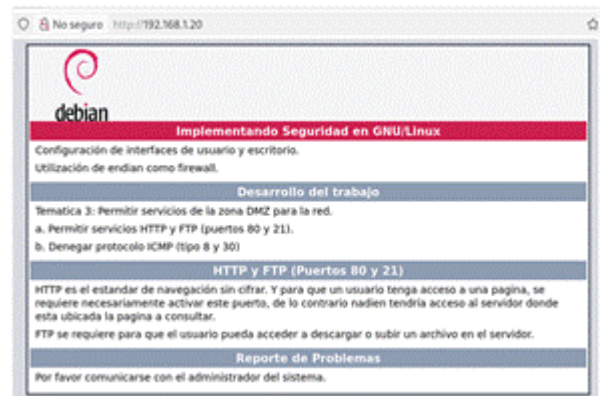 No seguro http://192.168.1.20
debian
Implementando Seguridad en GNU/Linux
Configuración de interfaces de usuario y escritorio.
Utilización de endian como firewall.
Desarrollo del trabajo
Tematica 3: Permitir servicios de la zona DMZ para la red.
a. Permitir servicios HTTP y FTP (puertos 80 y 21).
b. Denegar protocolo ICMP (tipo 8 y 30)
HTTP y FTP (Puertos 80 y 21)
HTTP es el estandar de navegación sin cifrar. Y para que un usuario tenga acceso a una pagina, se
requiere necesariamente activar este puerto, de lo contrario nadien tendría acceso al servidor donde
esta ubicada la pagina a consultar.
FTP se requiere para que el usuario pueda acceder a descargar o subir un archivo en el servidor.
Reporte de Problemas
Por favor comunicarse con el administrador del sistema.